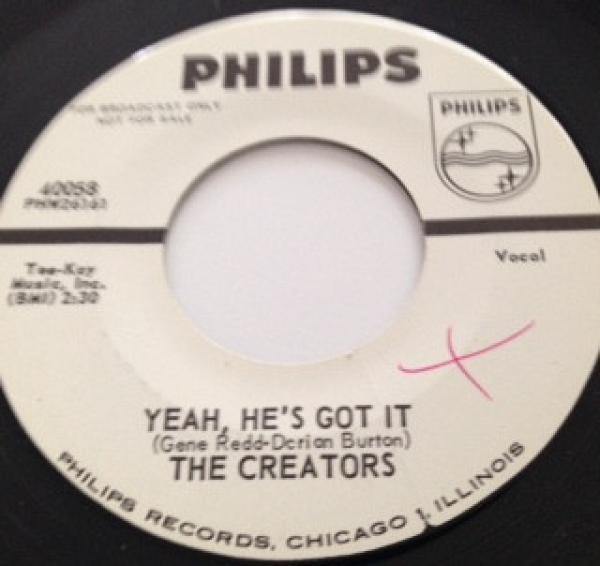 PHILIPS
FOR BROADCAST ONLY
NOT FOR SALE
PHILIPS
40058
PHW26161
Vocal
Tee-Kay
Music, Inc.
(BMI) 2:30
YEAH, HE'S GOT IT
(Gene Redd-Dorian Burton)
THE CREATORS
PHILIPS RECORDS, CHICAGO 1, ILLINOIS